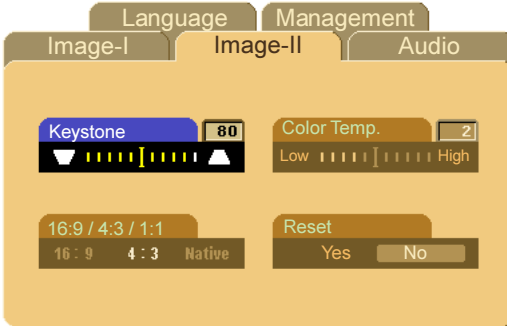 Language Management
Image-I Image-II Audio
Keystone 80
Color Temp. 2
Low High
16:9 / 4:3 / 1:1
16:9 4:3 Native
Reset
Yes No